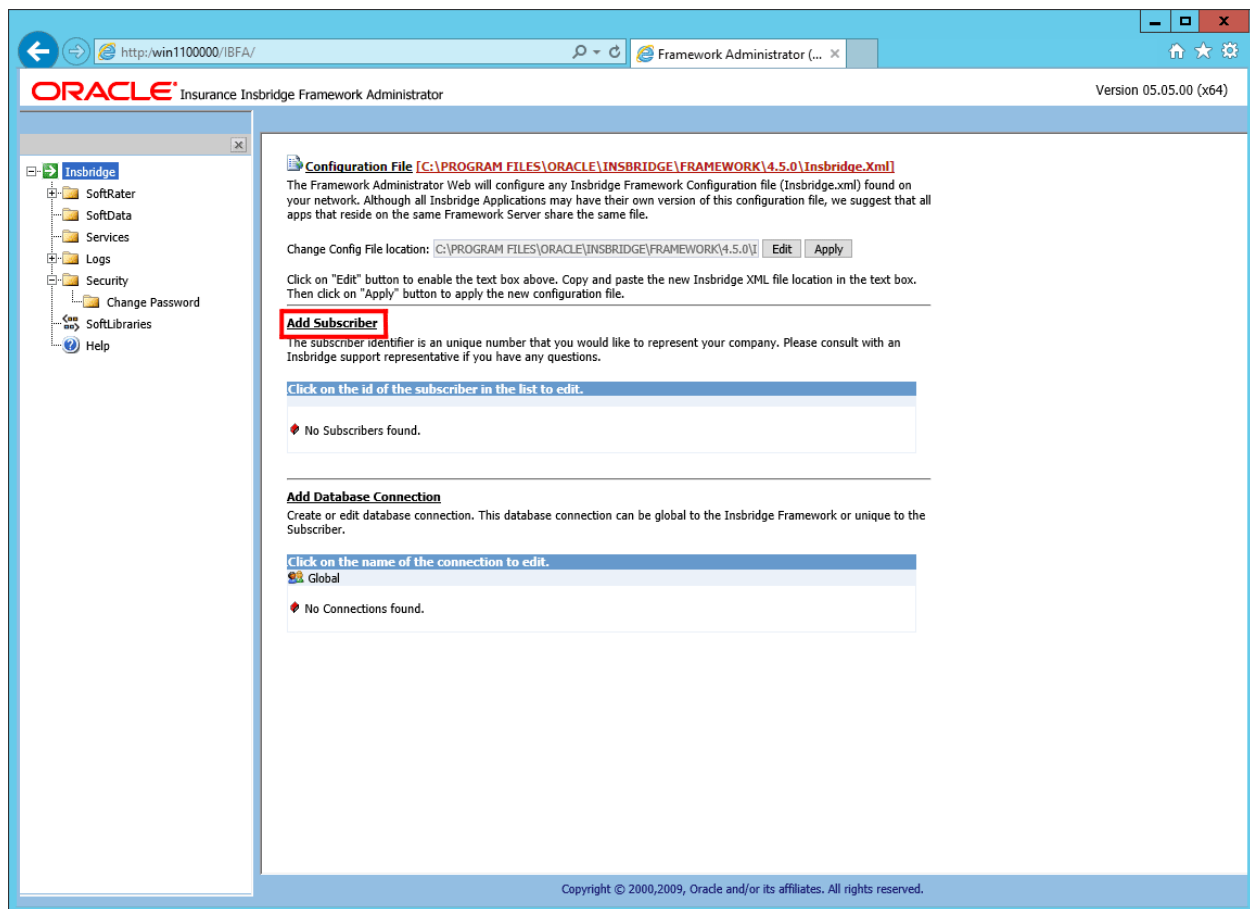 http:/win1100000/IBFA/
Framework Administrator (...
ORACLE Insurance Insbridge Framework Administrator
Version 05.05.00 (x64)
Insbridge
SoftRater
SoftData
Services
Logs
Security
Change Password
SoftLibraries
Help
Configuration File [C:\PROGRAM FILES\ORACLE\INSBRIDGE\FRAMEWORK\4.5.0\Insbridge.Xml]
The Framework Administrator Web will configure any Insbridge Framework Configuration file (Insbridge.xml) found on
your network. Although all Insbridge Applications may have their own version of this configuration file, we suggest that all
apps that reside on the same Framework Server share the same file.
Change Config File location: C:\PROGRAM FILES\ORACLE\INSBRIDGE\FRAMEWORK\4.5.0\I Edit Apply
Click on "Edit" button to enable the text box above. Copy and paste the new Insbridge XML file location in the text box.
Then click on "Apply" button to apply the new configuration file.
Add Subscriber
The subscriber identifier is an unique number that you would like to represent your company. Please consult with an
Insbridge support representative if you have any questions.
Click on the id of the subscriber in the list to edit.
No Subscribers found.
Add Database Connection
Create or edit database connection. This database connection can be global to the Insbridge Framework or unique to the
Subscriber.
Click on the name of the connection to edit.
Global
No Connections found.
Copyright © 2000,2009, Oracle and/or its affiliates. All rights reserved.